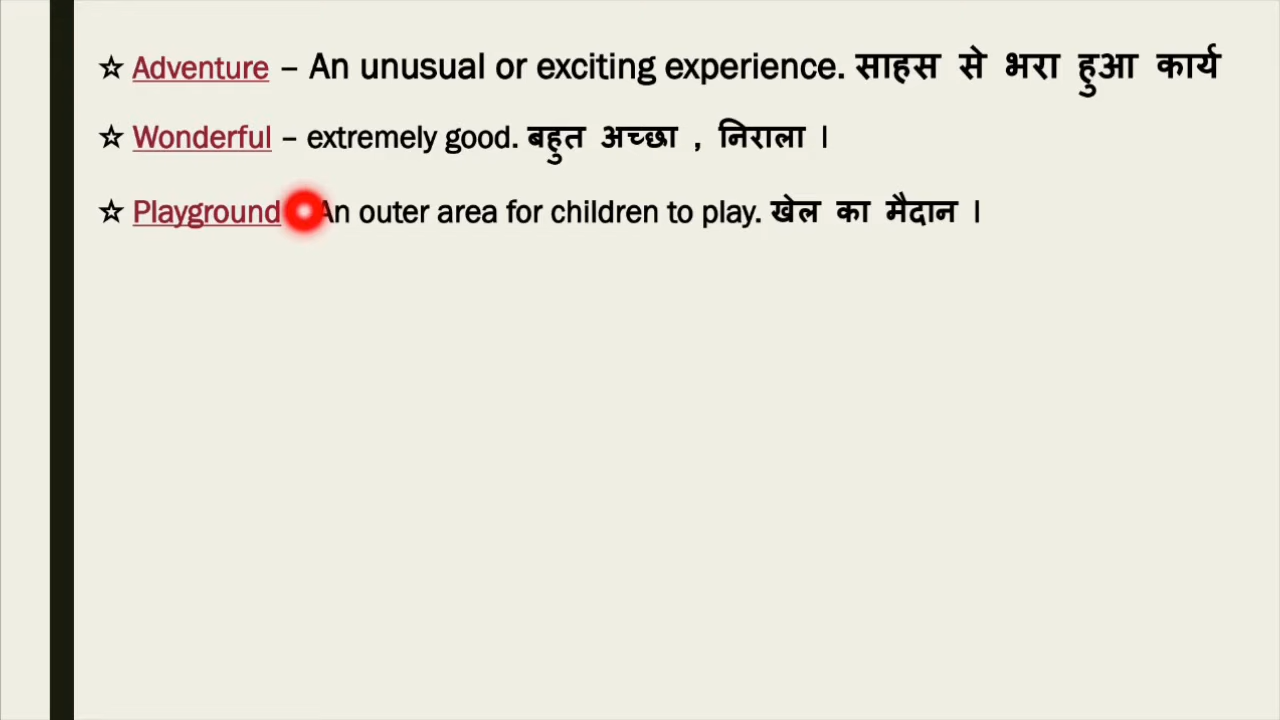 ☆ Adventure – An unusual or exciting experience. साहस से भरा हुआ कार्य
☆ Wonderful – extremely good. बहुत अच्छा , निराला ।
☆ Playground An outer area for children to play. खेल का मैदान ।